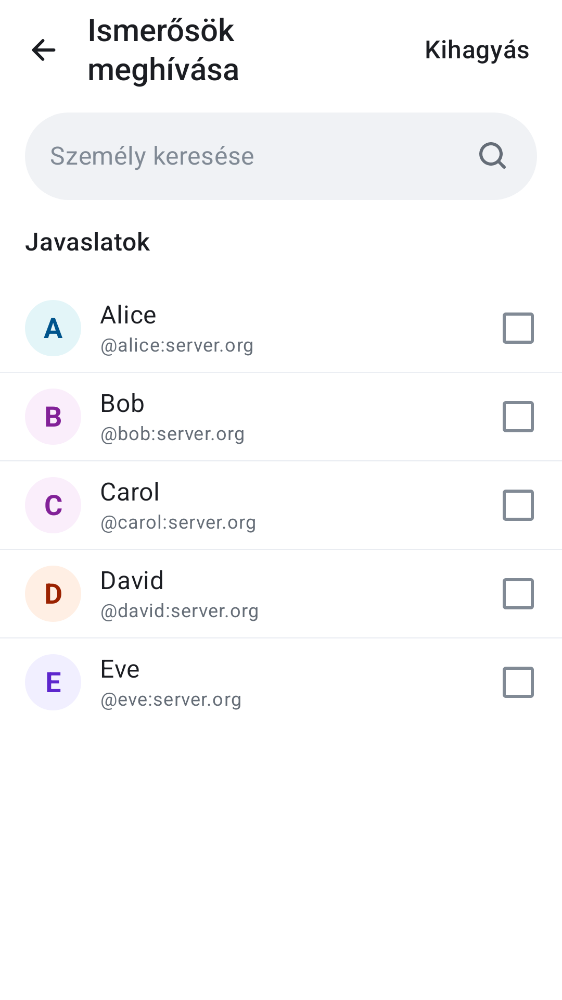 Ismerősök
meghívása
Kihagyás
Személy keresése
Javaslatok
A
Alice
@alice:server.org
B
Bob
@bob:server.org
C
Carol
@carol:server.org
D
David
@david:server.org
E
Eve
@eve:server.org